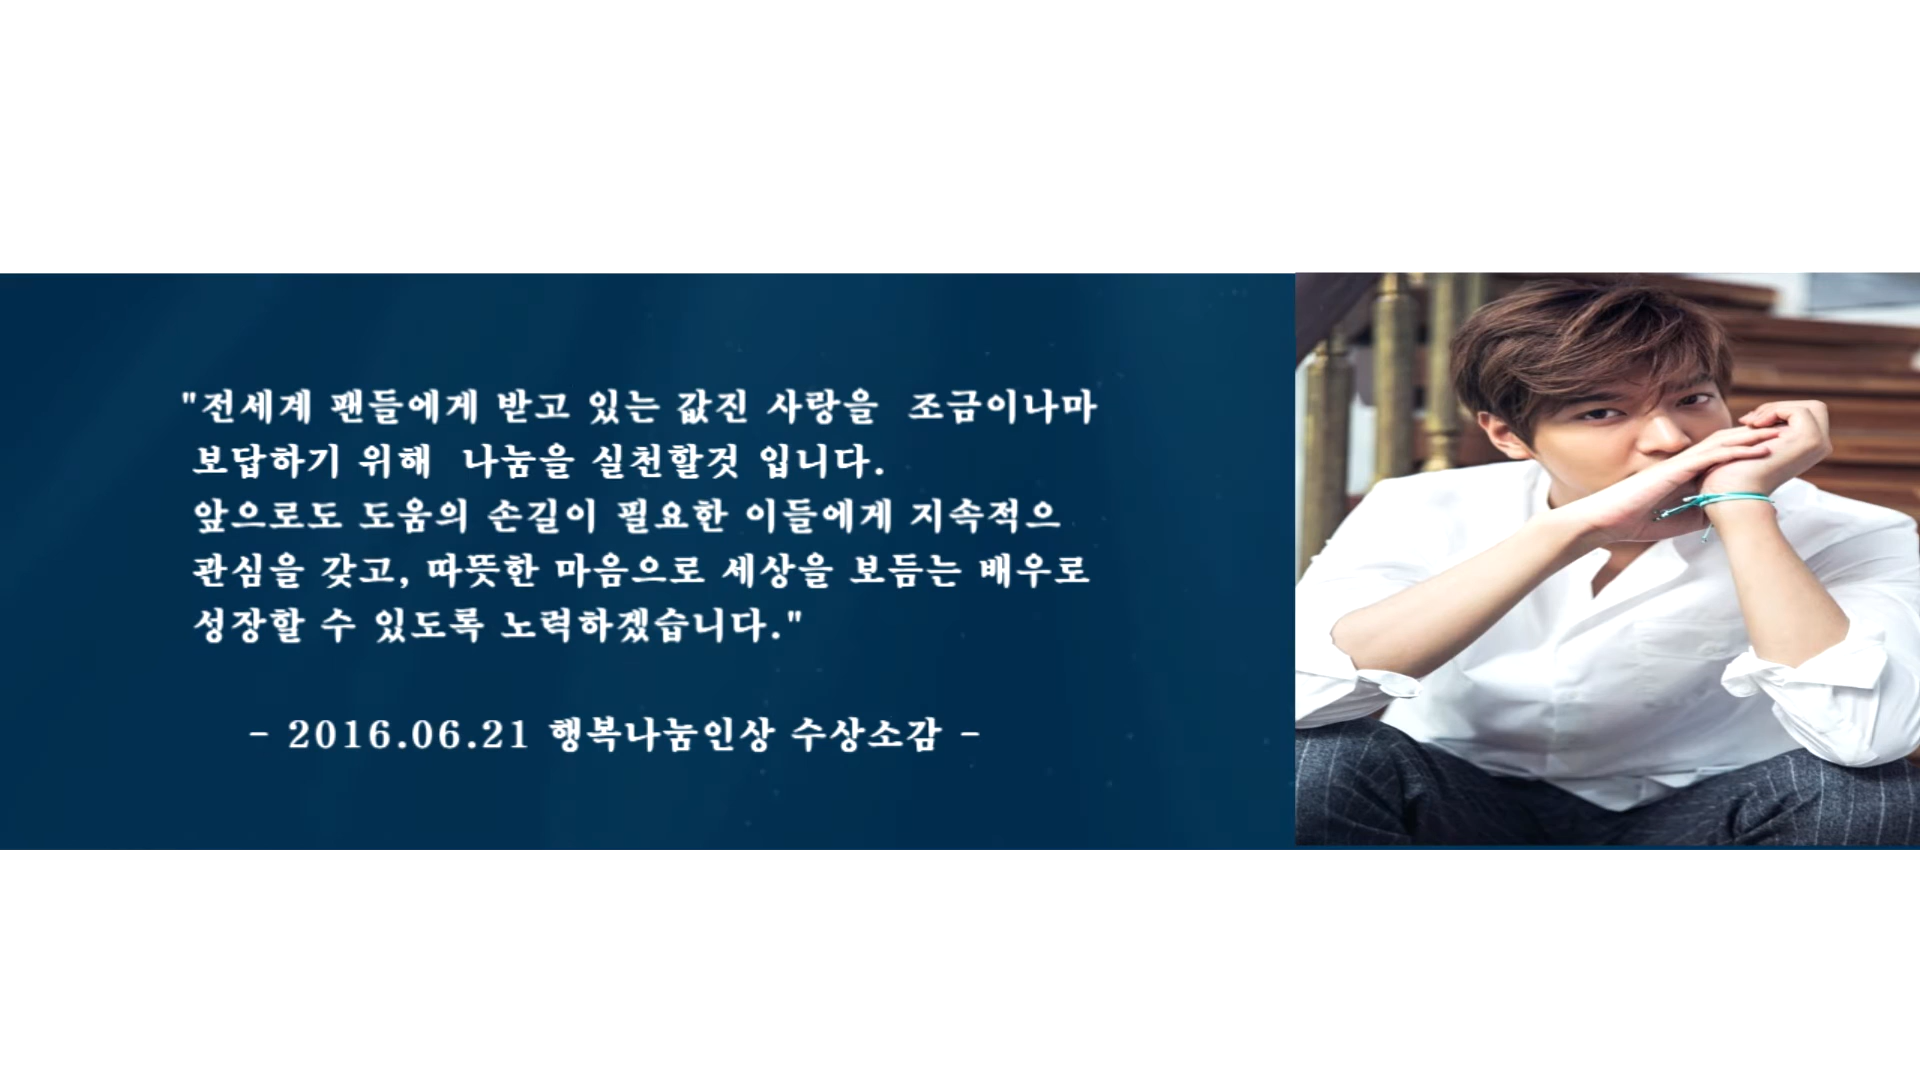 "전세계 팬들에게 받고 있는 값진 사랑을 조금이나마
보답하기 위해 나눔을 실천할것 입니다.
앞으로도 도움의 손길이 필요한 이들에게 지속적으
관심을 갖고, 따뜻한 마음으로 세상을 보듬는 배우로
성장할 수 있도록 노력하겠습니다."
- 2016.06.21 행복나눔인상 수상소감 -